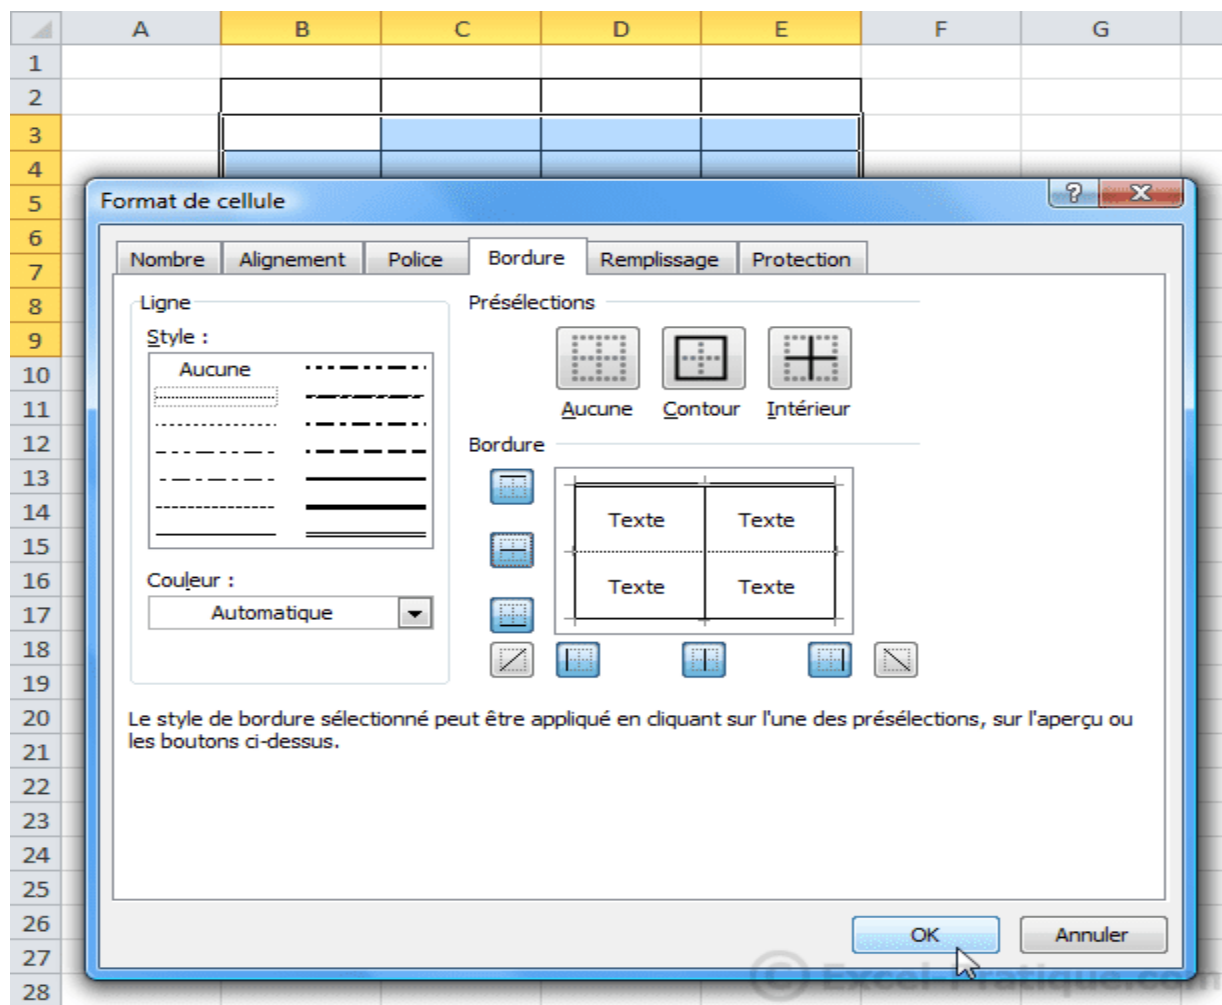 A B C D E F G
1
2
3
4
5
6
7
8
9
10
11
12
13
14
15
16
17
18
19
20
21
22
23
24
25
26
27
28
Format de cellule
Nombre Alignement Police Bordure Remplissage Protection
Ligne
Style :
Aucune
Couleur :
Automatique
Présélections
Aucune Contour Intérieur
Bordure
Texte Texte
Texte Texte
Le style de bordure sélectionné peut être appliqué en cliquant sur l'une des présélections, sur l'aperçu ou
les boutons ci-dessus.
OK Annuler
© Excel-Pratique.com